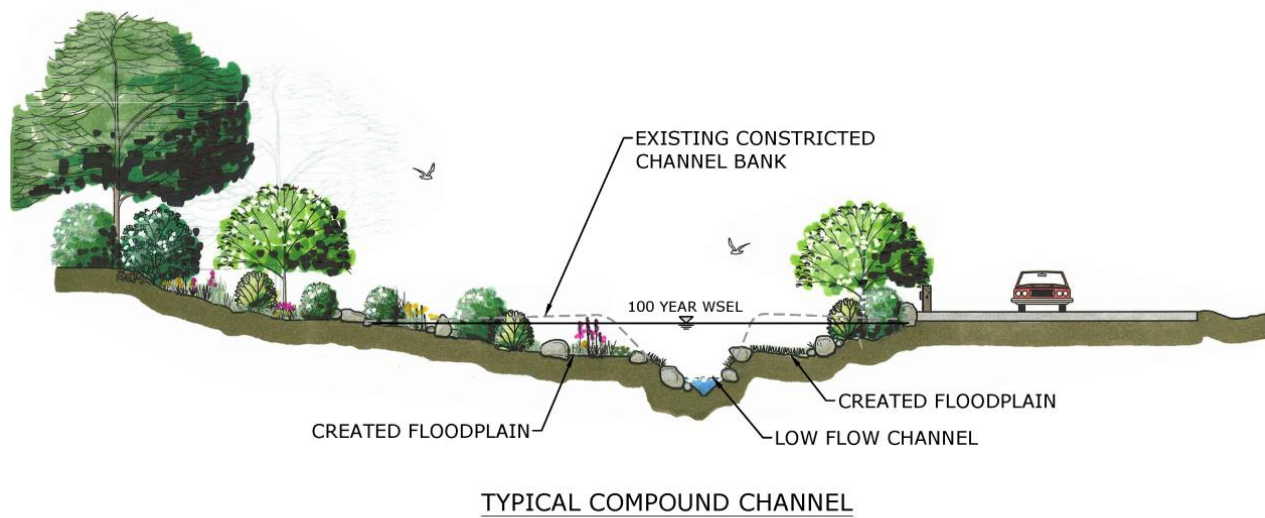 EXISTING CONSTRICTED
CHANNEL BANK
100 YEAR WSEL
CREATED FLOODPLAIN
CREATED FLOODPLAIN
LOW FLOW CHANNEL
TYPICAL COMPOUND CHANNEL